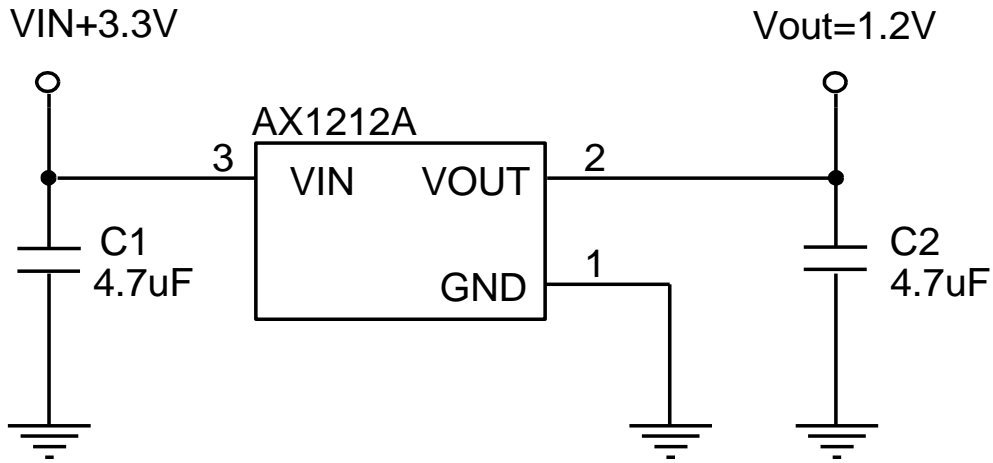 VIN+3.3V
Vout=1.2V
AX1212A
3
VIN
VOUT
2
C1
4.7uF
GND
1
C2
4.7uF